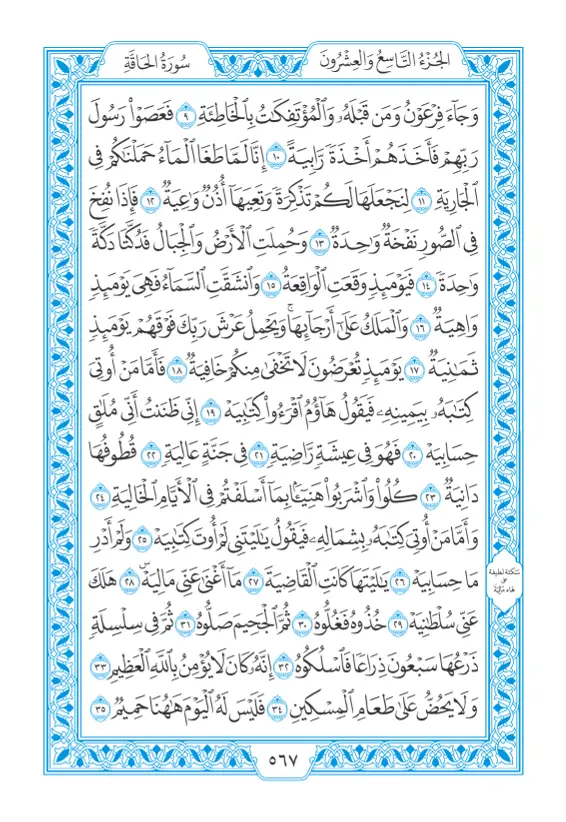 الجُزْءُ التَّاسِعُ وَالعِشْرُونَ
سُورَةُ الحَاقَّةِ
وَجَآءَ فِرْعَوْنُ وَمَن قَبْلَهُۥ وَٱلْمُؤْتَفِكَٰتُ بِٱلْخَاطِئَةِ ٩ فَعَصَوْا۟ رَسُولَ
رَبِّهِمْ فَأَخَذَهُمْ أَخْذَةً رَّابِيَةً ١٠ إِنَّا لَمَّا طَغَا ٱلْمَآءُ حَمَلْنَٰكُمْ فِى
ٱلْجَارِيَةِ ١١ لِنَجْعَلَهَا لَكُمْ تَذْكِرَةً وَتَعِيَهَآ أُذُنٌ وَٰعِيَةٌ ١٢ فَإِذَا نُفِخَ
فِى ٱلصُّورِ نَفْخَةٌ وَٰحِدَةٌ ١٣ وَحُمِلَتِ ٱلْأَرْضُ وَٱلْجِبَالُ فَدُكَّتَا دَكَّةً
وَٰحِدَةً ١٤ فَيَوْمَئِذٍ وَقَعَتِ ٱلْوَاقِعَةُ ١٥ وَٱنشَقَّتِ ٱلسَّمَآءُ فَهِىَ يَوْمَئِذٍ
وَاهِيَةٌ ١٦ وَٱلْمَلَكُ عَلَىٰٓ أَرْجَآئِهَا ۚ وَيَحْمِلُ عَرْشَ رَبِّكَ فَوْقَهُمْ يَوْمَئِذٍ
ثَمَٰنِيَةٌ ١٧ يَوْمَئِذٍ تُعْرَضُونَ لَا تَخْفَىٰ مِنكُمْ خَافِيَةٌ ١٨ فَأَمَّا مَنْ أُوتِىَ
كِتَٰبَهُۥ بِيَمِينِهِۦ فَيَقُولُ هَآؤُمُ ٱقْرَءُوا۟ كِتَٰبِيَهْ ١٩ إِنِّى ظَنَنتُ أَنِّى مُلَٰقٍ
حِسَابِيَهْ ٢٠ فَهُوَ فِى عِيشَةٍ رَّاضِيَةٍ ٢١ فِى جَنَّةٍ عَالِيَةٍ ٢٢ قُطُوفُهَا
دَانِيَةٌ ٢٣ كُلُوا۟ وَٱشْرَبُوا۟ هَنِيٓـًٔۢا بِمَآ أَسْلَفْتُمْ فِى ٱلْأَيَّامِ ٱلْخَالِيَةِ ٢٤
وَأَمَّا مَنْ أُوتِىَ كِتَٰبَهُۥ بِشِمَالِهِۦ فَيَقُولُ يَٰلَيْتَنِى لَمْ أُوتَ كِتَٰبِيَهْ ٢٥ وَلَمْ أَدْرِ
مَا حِسَابِيَهْ ٢٦ يَٰلَيْتَهَا كَانَتِ ٱلْقَاضِيَةَ ٢٧ مَآ أَغْنَىٰ عَنِّى مَالِيَهْ ۜ ٢٨ هَلَكَ
عَنِّى سُلْطَٰنِيَهْ ٢٩ خُذُوهُ فَغُلُّوهُ ٣٠ ثُمَّ ٱلْجَحِيمَ صَلُّوهُ ٣١ ثُمَّ فِى سِلْسِلَةٍ
ذَرْعُهَا سَبْعُونَ ذِرَاعًا فَٱسْلُكُوهُ ٣٢ إِنَّهُۥ كَانَ لَا يُؤْمِنُ بِٱللَّهِ ٱلْعَظِيمِ ٣٣
وَلَا يَحُضُّ عَلَىٰ طَعَامِ ٱلْمِسْكِينِ ٣٤ فَلَيْسَ لَهُ ٱلْيَوْمَ هَٰهُنَا حَمِيمٌ ٣٥
سكتة لطيفة
على
هاء ماليه
٥٦٧